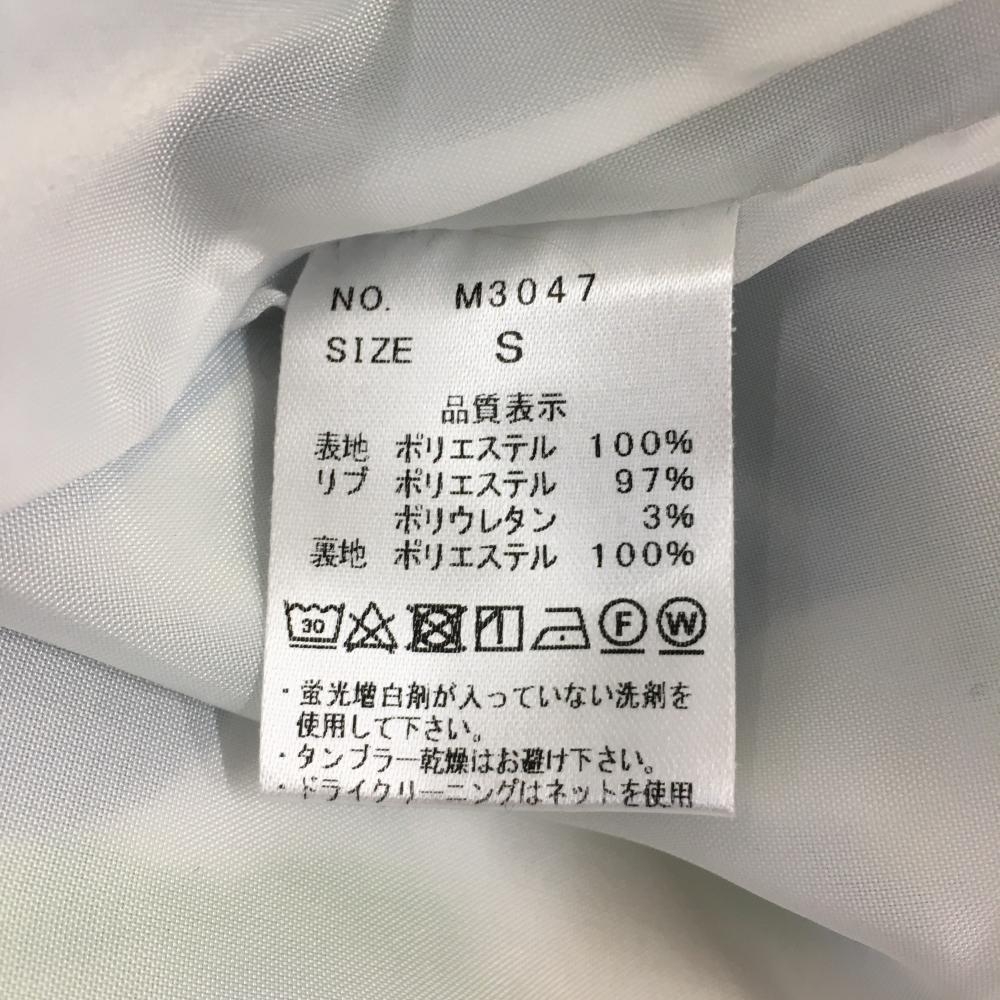 NO. M3047
SIZE S
品質表示
表地 ポリエステル 100%
リブ ポリエステル 97%
ポリウレタン 3%
裏地 ポリエステル 100%
30 F W
・蛍光増白剤が入っていない洗剤を
使用して下さい。
・タンブラー乾燥はお避け下さい。
・ドライクリーニングはネットを使用